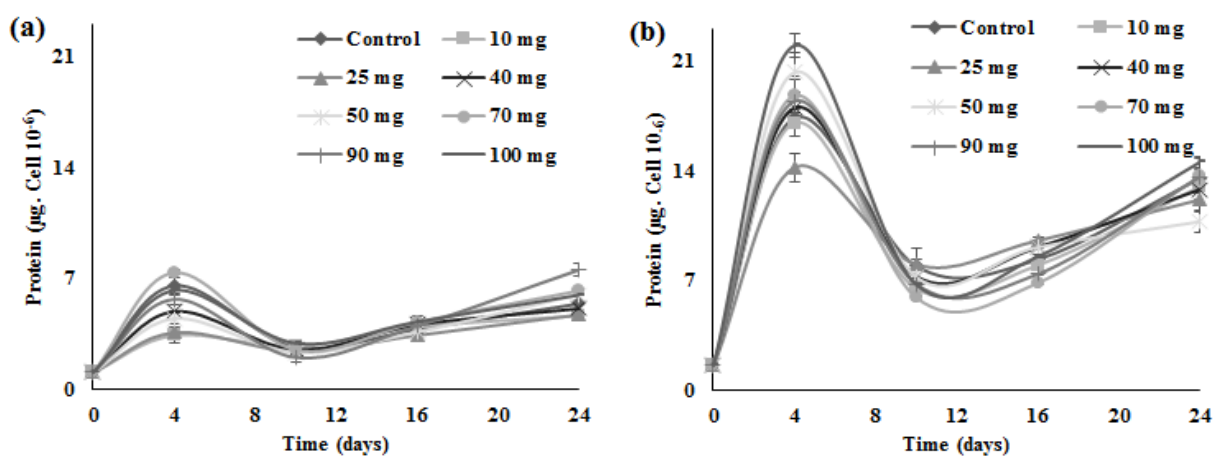 (a)
Control
10 mg
25 mg
40 mg
50 mg
70 mg
90 mg
100 mg
Protein (µg. Cell 10⁻⁶)
21
14
7
0
0 4 8 12 16 20 24
Time (days)
(b)
Control
10 mg
25 mg
40 mg
50 mg
70 mg
90 mg
100 mg
Protein (µg. Cell 10₋₆)
21
14
7
0
0 4 8 12 16 20 24
Time (days)